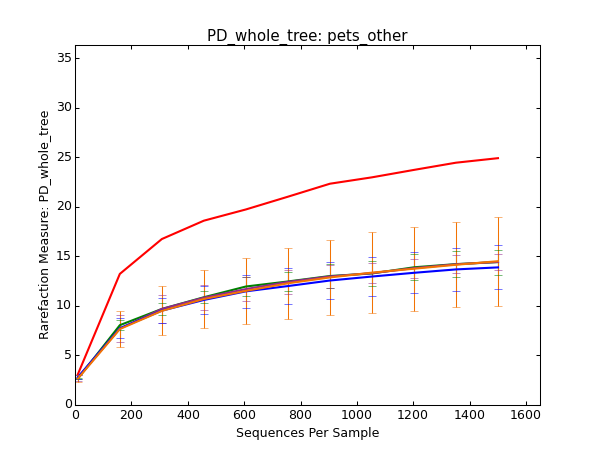 PD_whole_tree: pets_other
Rarefaction Measure: PD_whole_tree
35
30
25
20
15
10
5
0
0 200 400 600 800 1000 1200 1400 1600
Sequences Per Sample